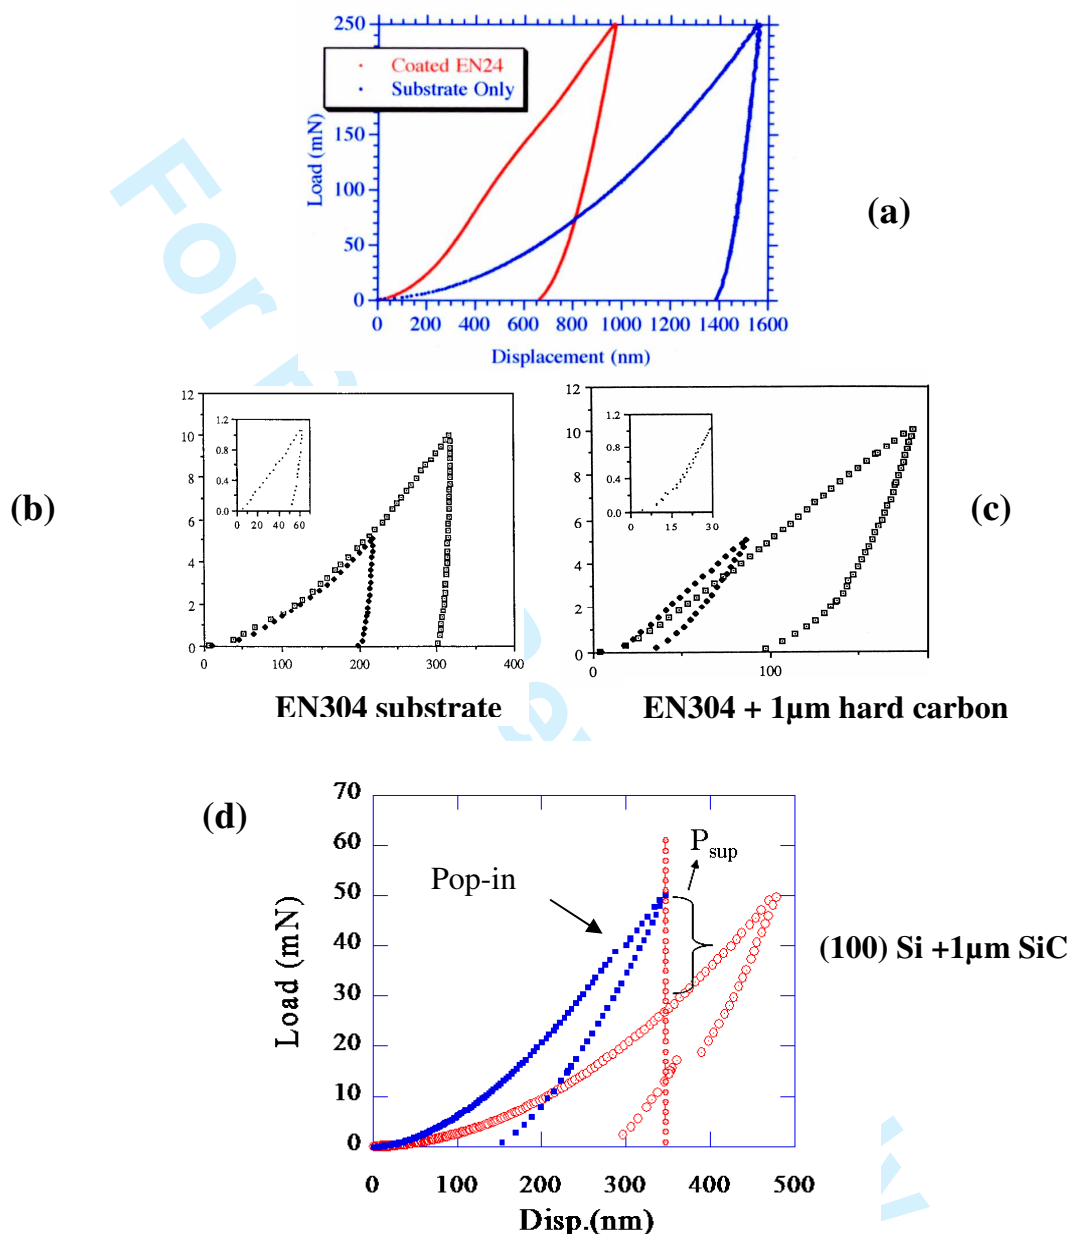 250
Coated EN24
Substrate Only
150
100
50
0
Load (mN)
0 200 400 600 800 1000 1200 1400 1600
Displacement (nm)
(a)
For
12
10
8
6
4
2
0
1.2
0.8
0.4
0.0
0 20 40 60
0 100 200 300 400
(b)
EN304 substrate
12
10
8
6
4
2
0
1.2
0.8
0.4
0.0
0 15 30
100
(c)
EN304 + 1µm hard carbon
(d)
70
60
50
40
30
20
10
0
Load (mN)
Pop-in
P sup
(100) Si +1µm SiC
0 100 200 300 400 500
Disp.(nm)